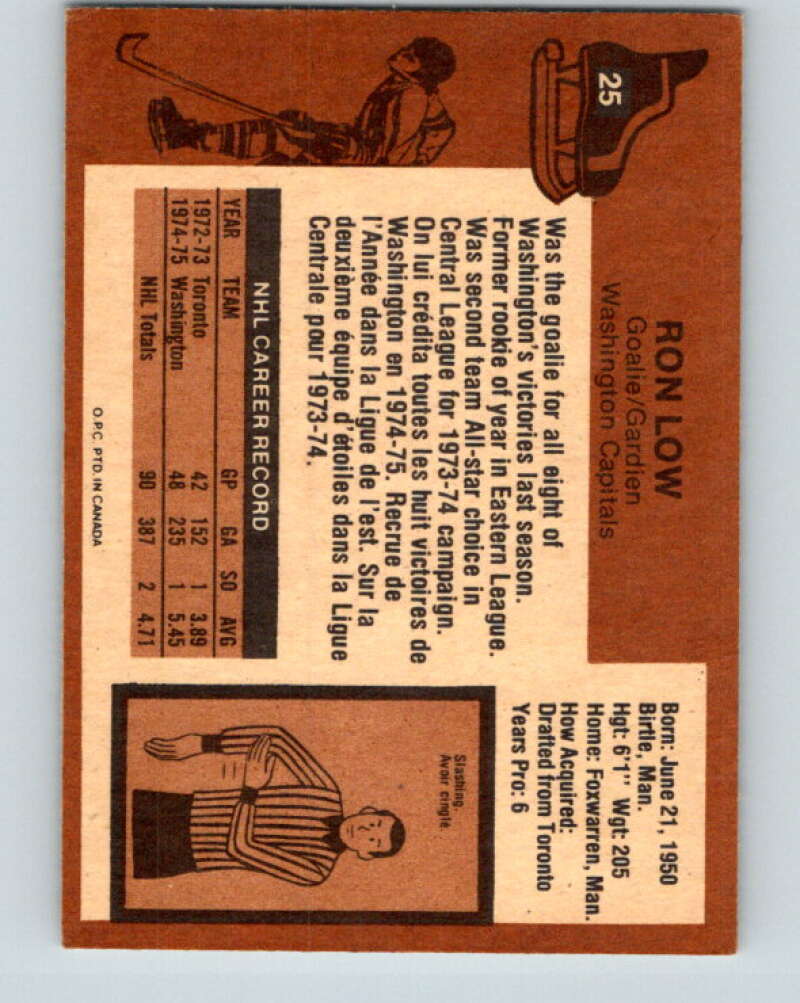 25
RON LOW
Goalie/Gardien
Washington Capitals
Born: June 21, 1950
Birtle, Man.
Hgt: 6'1" Wgt: 205
Home: Foxwarren, Man.
How Acquired:
Drafted from Toronto
Years Pro: 6
Was the goalie for all eight of
Washington's victories last season.
Former rookie of year in Eastern League.
Was second team All-star choice in
Central League for 1973-74 campaign.
On lui crédita toutes les huit victoires de
Washington en 1974-75. Recrue de
l'Année dans la Ligue de l'est. Sur la
deuxième équipe d'étoiles dans la Ligue
Centrale pour 1973-74.
NHL CAREER RECORD
YEAR TEAM GP GA SO AVG
1972-73 Toronto 42 152 1 3.89
1974-75 Washington 48 235 1 5.45
NHL Totals 90 387 2 4.71
Slashing.
Avoir cinglé.
O.P.C. PTD. IN CANADA